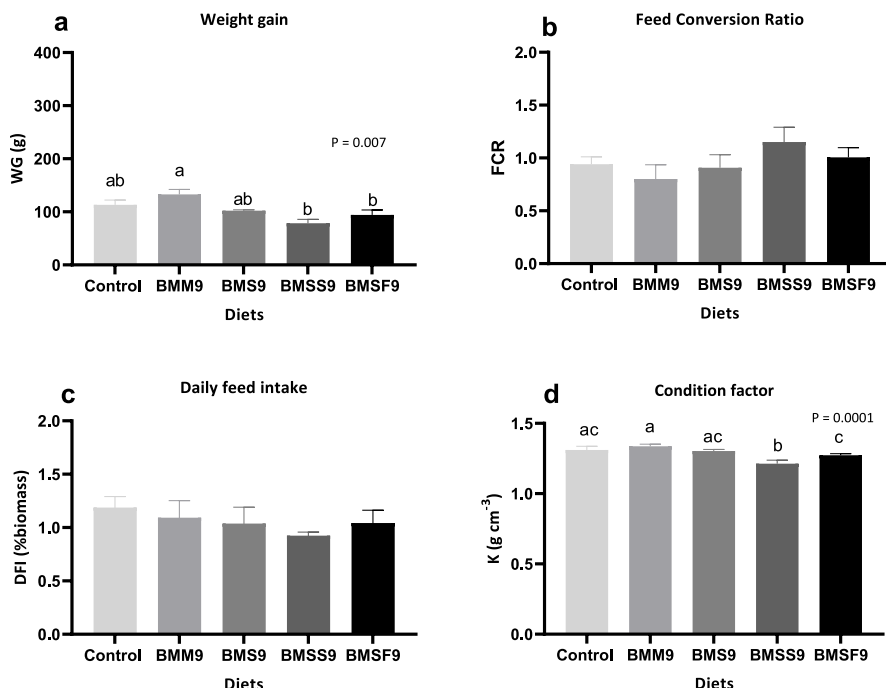 a
Weight gain
400
300
200
100
0
WG (g)
P = 0.007
ab
a
ab
b
b
Control BMM9 BMS9 BMSS9 BMSF9
Diets
b
Feed Conversion Ratio
2.0
1.5
1.0
0.5
0.0
FCR
Control BMM9 BMS9 BMSS9 BMSF9
Diets
c
Daily feed intake
2.0
1.5
1.0
0.5
0.0
DFI (%biomass)
Control BMM9 BMS9 BMSS9 BMSF9
Diets
d
Condition factor
P = 0.0001
1.5
1.3
1.5
1.0
K (g cm⁻³)
ac
a
ac
b
c
Control BMM9 BMS9 BMSS9 BMSF9
Diets